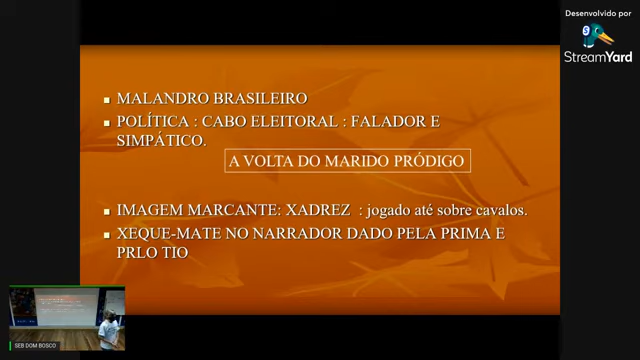 Desenvolvido por
StreamYard
MALANDRO BRASILEIRO
POLÍTICA : CABO ELEITORAL : FALADOR E
SIMPÁTICO.
A VOLTA DO MARIDO PRÓDIGO
IMAGEM MARCANTE: XADREZ : jogado até sobre cavalos.
XEQUE-MATE NO NARRADOR DADO PELA PRIMA E
PRLO TIO
SEB DOM BOSCO